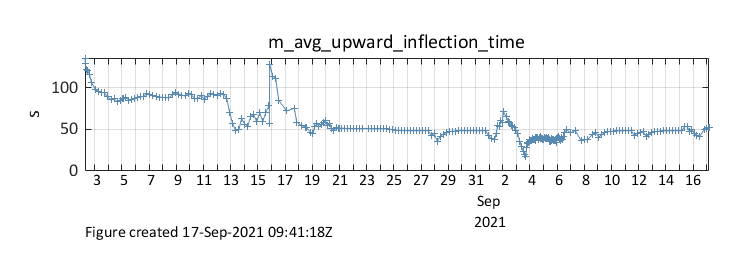 m_avg_upward_inflection_time
s
100
50
0
3 5 7 9 11 13 15 17 19 21 23 25 27 29 31 2 4 6 8 10 12 14 16
Sep
2021
Figure created 17-Sep-2021 09:41:18Z